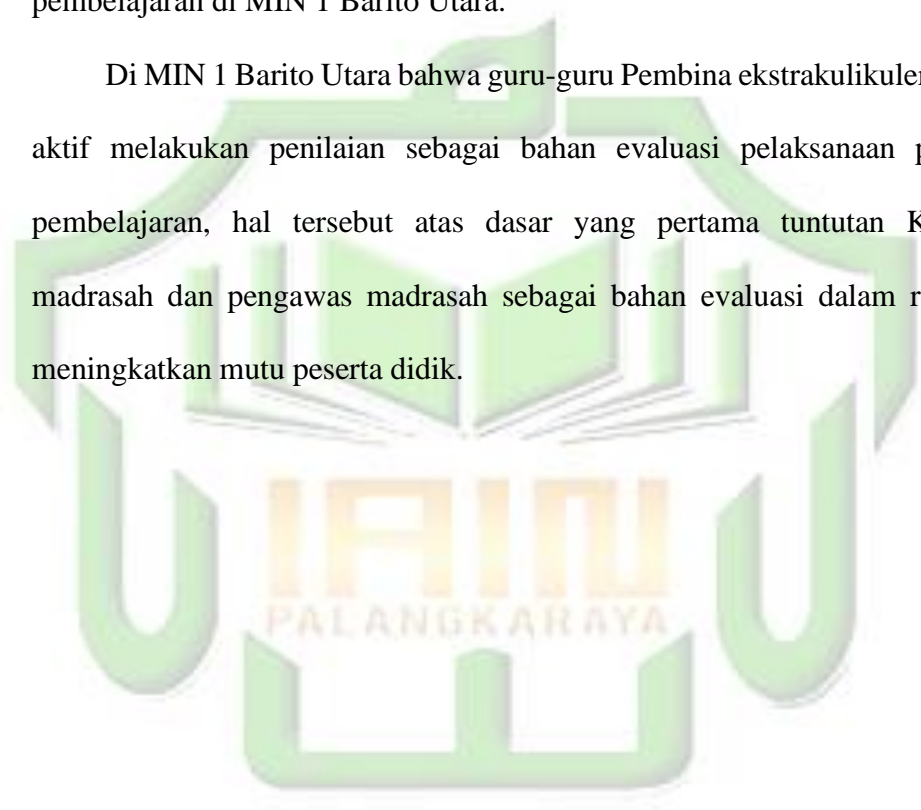 pembelajaran di MIN 1 Barito Utara.
Di MIN 1 Barito Utara bahwa guru-guru Pembina ekstrakulikuler
aktif melakukan penilaian sebagai bahan evaluasi pelaksanaan p
pembelajaran, hal tersebut atas dasar yang pertama tuntutan K
madrasah dan pengawas madrasah sebagai bahan evaluasi dalam r
meningkatkan mutu peserta didik.
IAIN
PALANGKARAYA